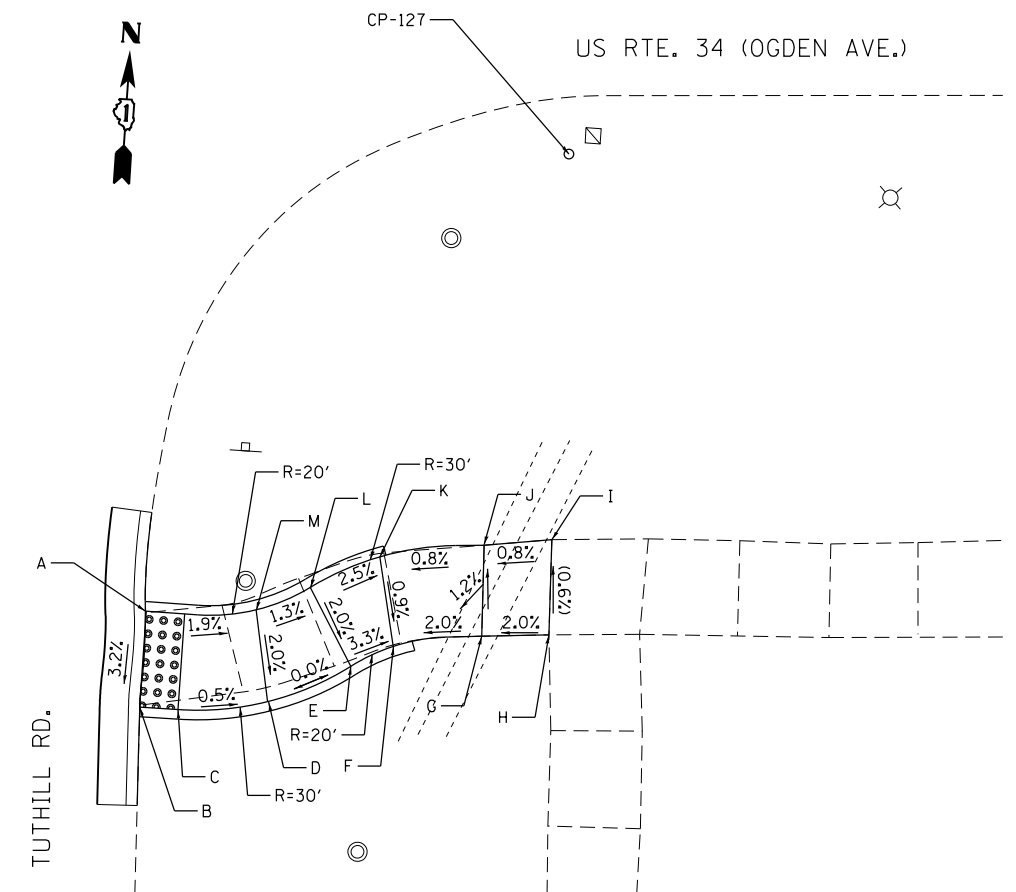 CP-127
US RTE. 34 (OGDEN AVE.)
N
1
R=20'
R=30'
L
K
J
I
M
A
0.8%
0.8%
2.5%
1.2%
(0.6%)
0.6%
1.9%
1.3%
2.0%
2.0%
2.0%
2.0%
3.3%
3.2%
0.0%
0.5%
E
G
H
R=20'
D
F
C
R=30'
B
TUTHILL RD.